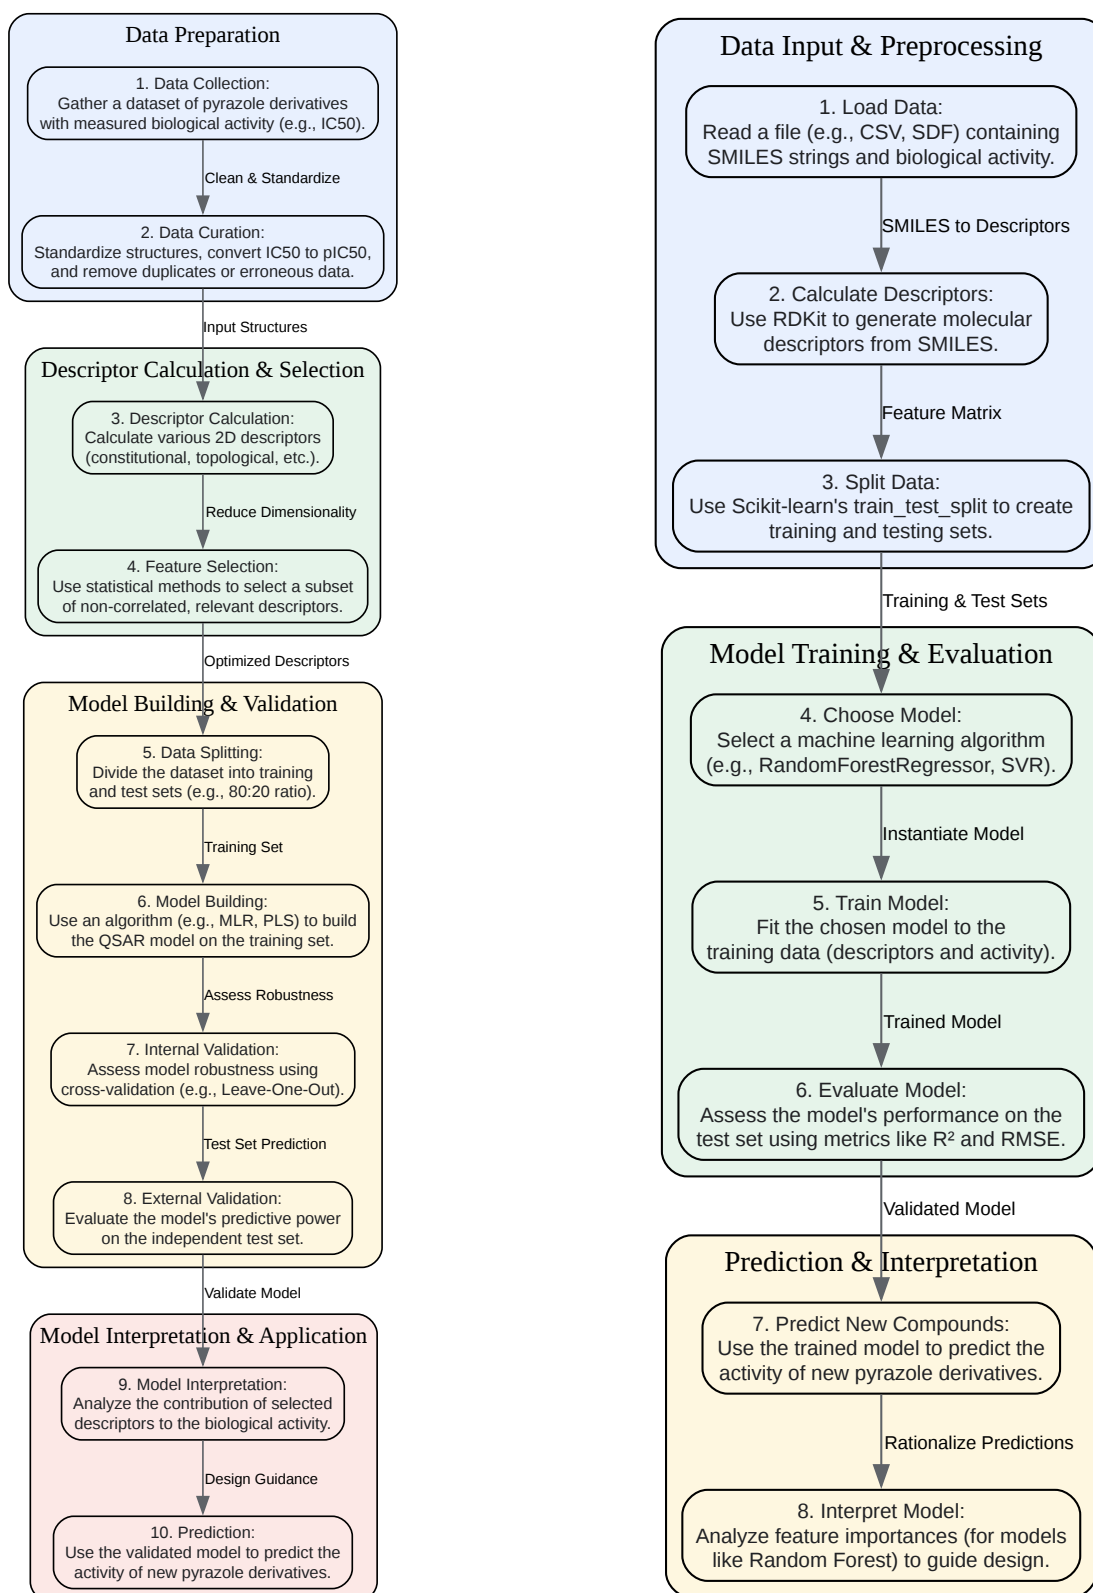 Data Preparation
1. Data Collection:
Gather a dataset of pyrazole derivatives
with measured biological activity (e.g., IC50).
Clean & Standardize
2. Data Curation:
Standardize structures, convert IC50 to pIC50,
and remove duplicates or erroneous data.
Input Structures
Descriptor Calculation & Selection
3. Descriptor Calculation:
Calculate various 2D descriptors
(constitutional, topological, etc.).
Reduce Dimensionality
4. Feature Selection:
Use statistical methods to select a subset
of non-correlated, relevant descriptors.
Optimized Descriptors
Model Building & Validation
5. Data Splitting:
Divide the dataset into training
and test sets (e.g., 80:20 ratio).
Training Set
6. Model Building:
Use an algorithm (e.g., MLR, PLS) to build
the QSAR model on the training set.
Assess Robustness
7. Internal Validation:
Assess model robustness using
cross-validation (e.g., Leave-One-Out).
Test Set Prediction
8. External Validation:
Evaluate the model's predictive power
on the independent test set.
Validate Model
Model Interpretation & Application
9. Model Interpretation:
Analyze the contribution of selected
descriptors to the biological activity.
Design Guidance
10. Prediction:
Use the validated model to predict the
activity of new pyrazole derivatives.
Data Input & Preprocessing
1. Load Data:
Read a file (e.g., CSV, SDF) containing
SMILES strings and biological activity.
SMILES to Descriptors
2. Calculate Descriptors:
Use RDKit to generate molecular
descriptors from SMILES.
Feature Matrix
3. Split Data:
Use Scikit-learn's train_test_split to create
training and testing sets.
Training & Test Sets
Model Training & Evaluation
4. Choose Model:
Select a machine learning algorithm
(e.g., RandomForestRegressor, SVR).
Instantiate Model
5. Train Model:
Fit the chosen model to the
training data (descriptors and activity).
Trained Model
6. Evaluate Model:
Assess the model's performance on the
test set using metrics like R² and RMSE.
Validated Model
Prediction & Interpretation
7. Predict New Compounds:
Use the trained model to predict the
activity of new pyrazole derivatives.
Rationalize Predictions
8. Interpret Model:
Analyze feature importances (for models
like Random Forest) to guide design.